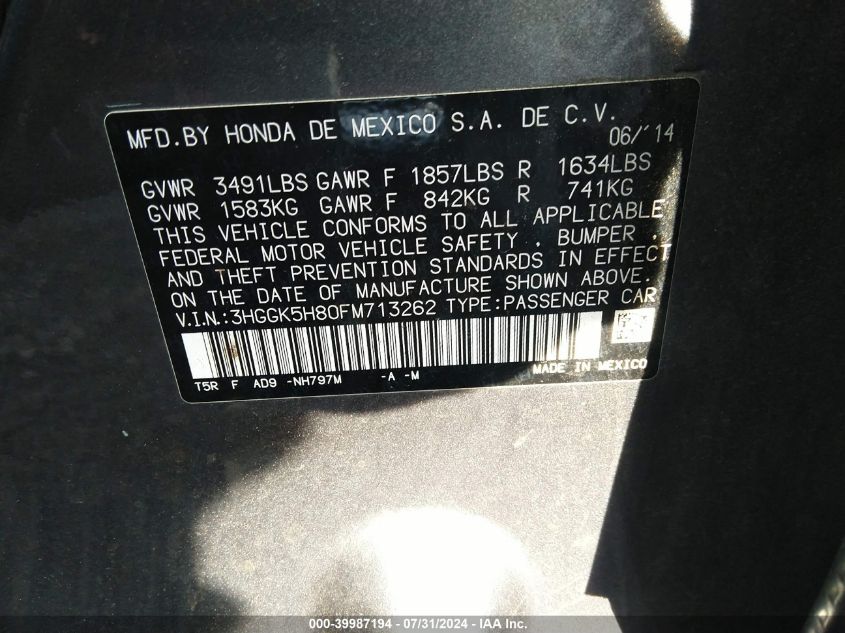 MFD.BY HONDA DE MEXICO S.A. DE C.V.
06/'14
GVWR 3491LBS GAWR F 1857LBS R 1634LBS
GVWR 1583KG GAWR F 842KG R 741KG
THIS VEHICLE CONFORMS TO ALL APPLICABLE
FEDERAL MOTOR VEHICLE SAFETY , BUMPER ,
AND THEFT PREVENTION STANDARDS IN EFFECT
ON THE DATE OF MANUFACTURE SHOWN ABOVE.
V.I.N.:3HGGK5H80FM713262 TYPE:PASSENGER CAR
T5R F AD9 -NH797M -A -M
MADE IN MEXICO
000-39987194 - 07/31/2024 - IAA Inc.